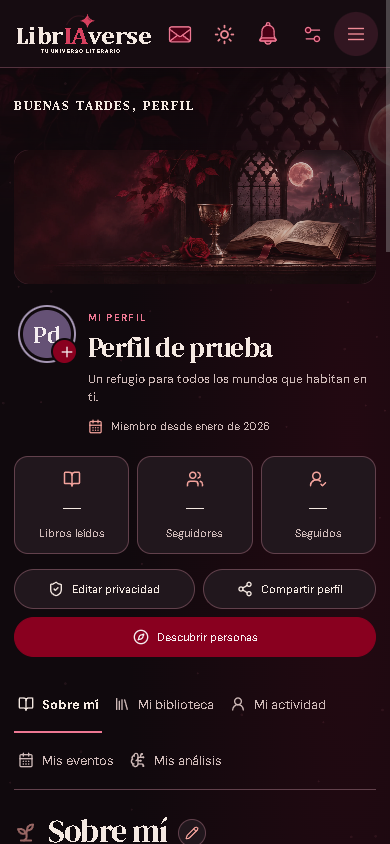 LibrIAverse
TU UNIVERSO LITERARIO
BUENAS TARDES, PERFIL
Pd
MI PERFIL
Perfil de prueba
Un refugio para todos los mundos que habitan en
ti.
Miembro desde enero de 2026
— — —
Libros leídos Seguidores Seguidos
Editar privacidad Compartir perfil
Descubrir personas
Sobre mí Mi biblioteca Mi actividad
Mis eventos Mis análisis
Sobre mí